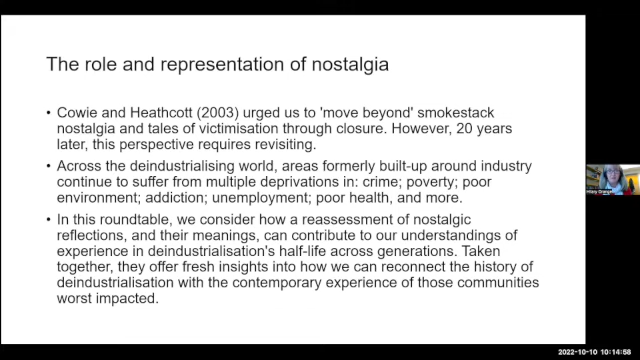 The role and representation of nostalgia
• Cowie and Heathcott (2003) urged us to 'move beyond' smokestack
nostalgia and tales of victimisation through closure. However, 20 years
later, this perspective requires revisiting.
• Across the deindustrialising world, areas formerly built-up around industry
continue to suffer from multiple deprivations in: crime; poverty; poor
environment; addiction; unemployment; poor health, and more.
• In this roundtable, we consider how a reassessment of nostalgic
reflections, and their meanings, can contribute to our understandings of
experience in deindustrialisation's half-life across generations. Taken
together, they offer fresh insights into how we can reconnect the history of
deindustrialisation with the contemporary experience of those communities
worst impacted.
2022-10-10 10:14:58